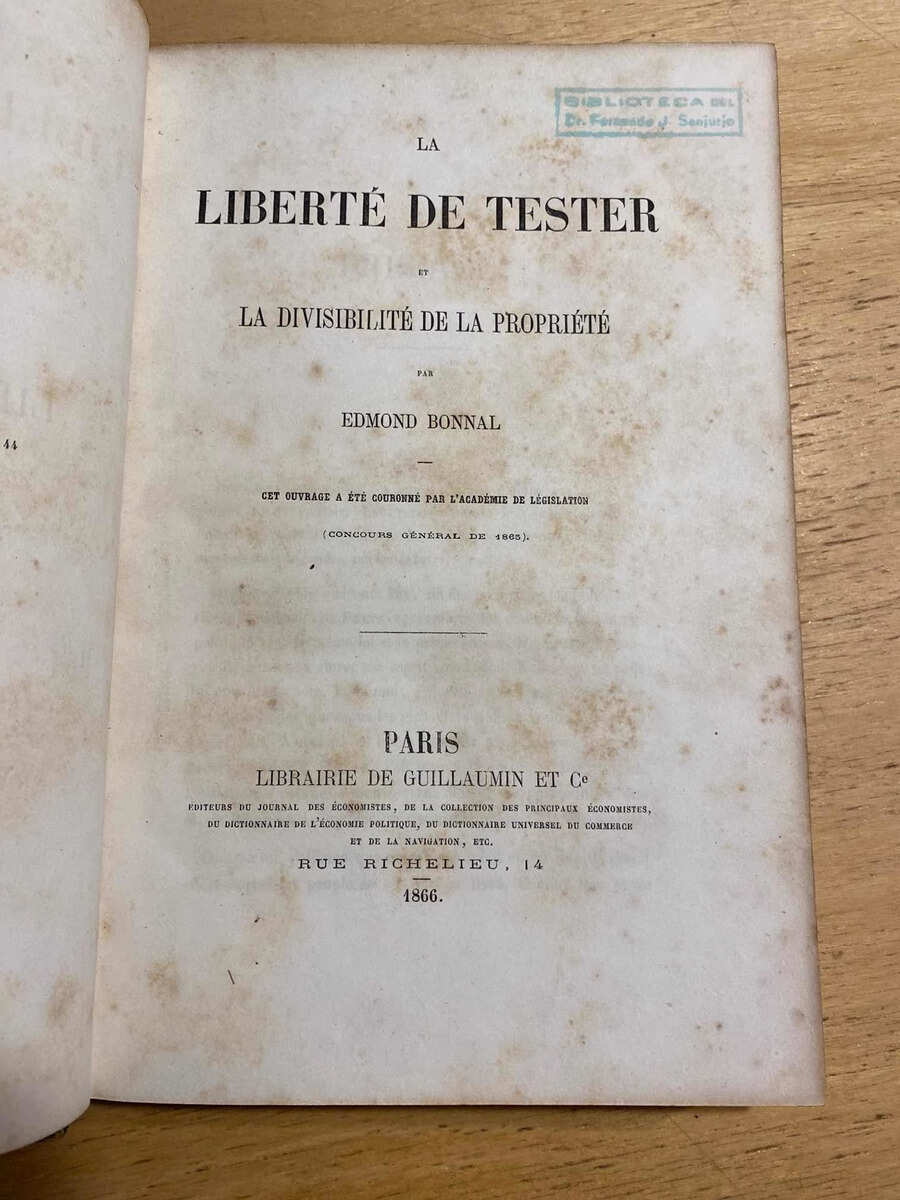 BIBLIOTECA DEL
Dr. Fernando J. Sanjurjo
LA
LIBERTÉ DE TESTER
ET
LA DIVISIBILITÉ DE LA PROPRIÉTÉ
PAR
EDMOND BONNAL
CET OUVRAGE A ÉTÉ COURONNÉ PAR L'ACADÉMIE DE LÉGISLATION
(CONCOURS GÉNÉRAL DE 1865).
44
PARIS
LIBRAIRIE DE GUILLAUMIN ET Ce
EDITEURS DU JOURNAL DES ÉCONOMISTES, DE LA COLLECTION DES PRINCIPAUX ÉCONOMISTES,
DU DICTIONNAIRE DE L'ÉCONOMIE POLITIQUE, DU DICTIONNAIRE UNIVERSEL DU COMMERCE
ET DE LA NAVIGATION, ETC.
RUE RICHELIEU, 14
1866.